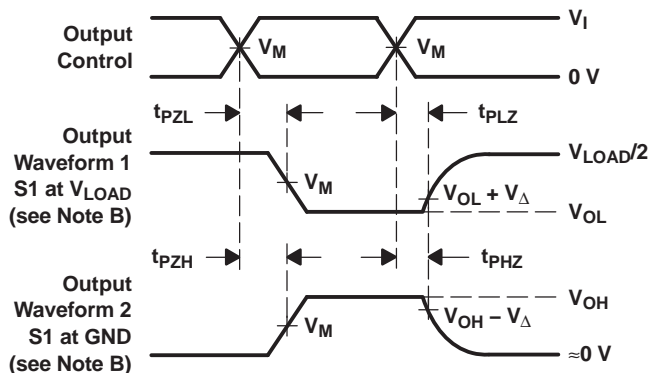 Output
Control
V_I
V_M
V_M
0 V
t_PZL
t_PLZ
Output
Waveform 1
S1 at V_LOAD
(see Note B)
V_LOAD/2
V_M
V_OL + V_Δ
V_OL
t_PZH
t_PHZ
Output
Waveform 2
S1 at GND
(see Note B)
V_OH
V_M
V_OH − V_Δ
≈0 V